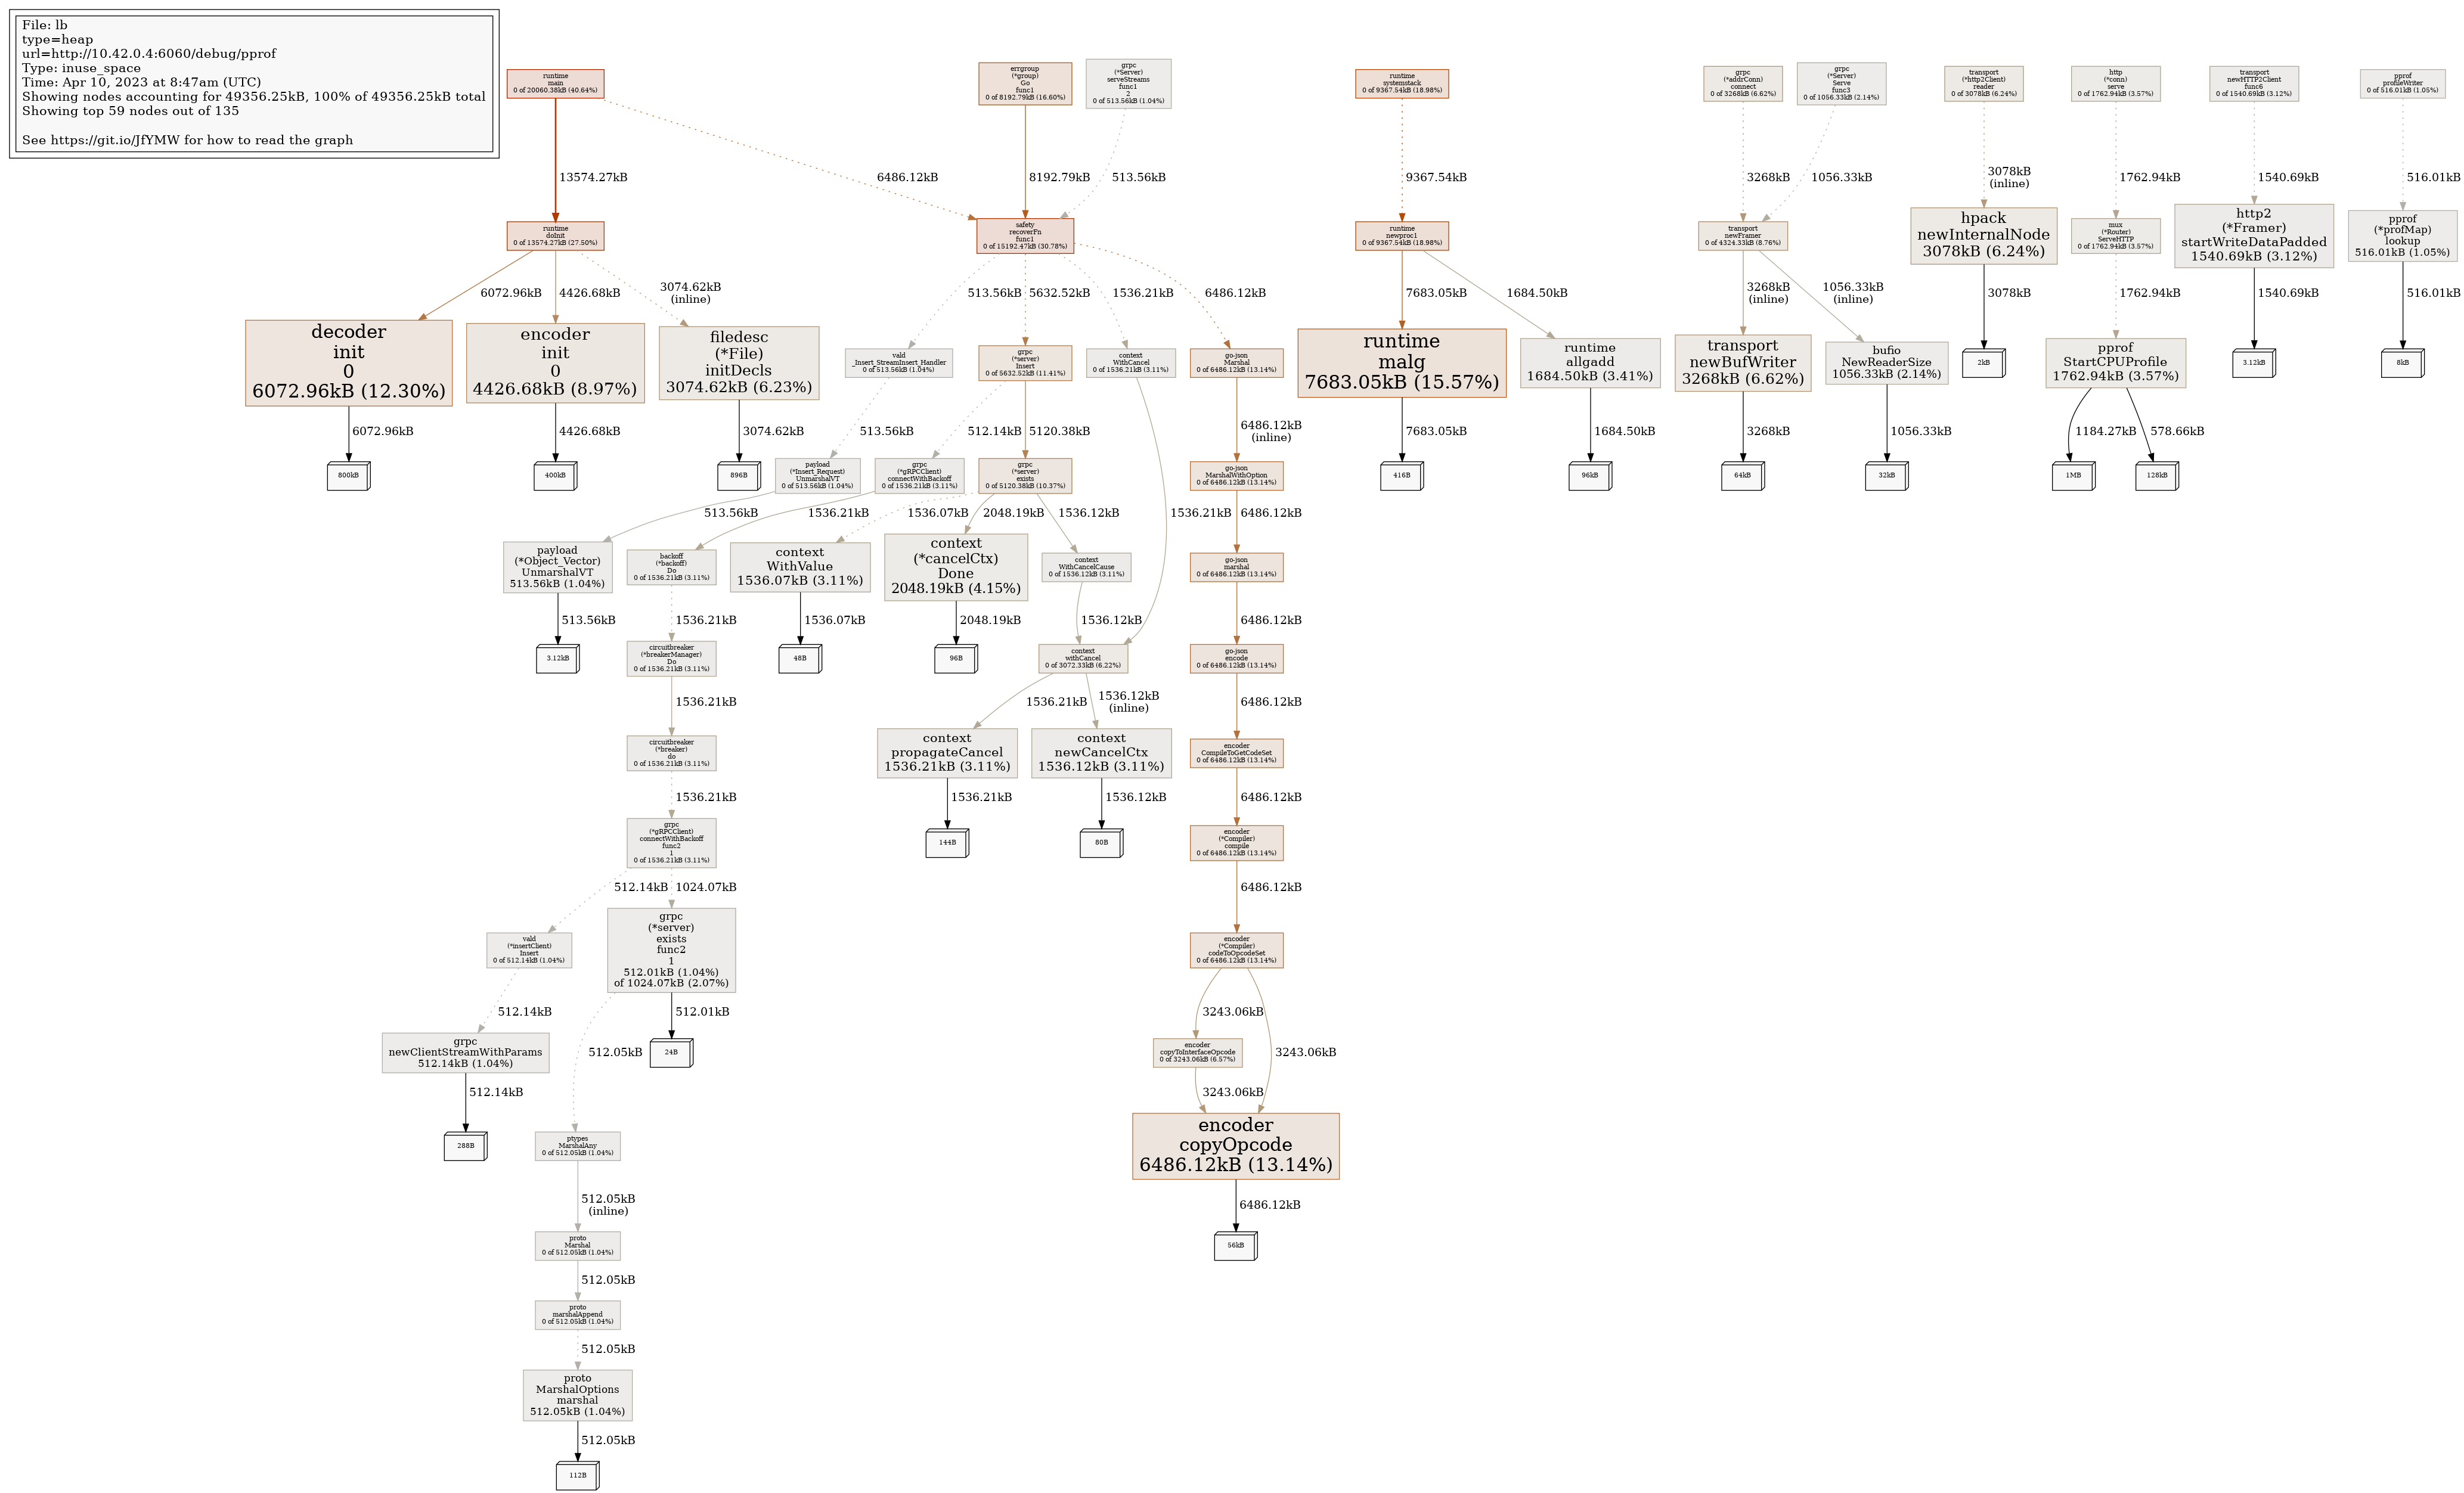 File: lb
type=heap
url=http://10.42.0.4:6060/debug/pprof
Type: inuse_space
Time: Apr 10, 2023 at 8:47am (UTC)
Showing nodes accounting for 49356.25kB, 100% of 49356.25kB total
Showing top 59 nodes out of 135
See https://git.io/JfYMW for how to read the graph
runtime
main
0 of 20060.38kB (40.64%)
errgroup
(*group)
Go
func1
0 of 8192.79kB (16.60%)
grpc
(*Server)
serveStreams
func1
2
0 of 513.56kB (1.04%)
runtime
systemstack
0 of 9367.54kB (18.98%)
grpc
(*addrConn)
connect
0 of 3268kB (6.62%)
grpc
(*Server)
Serve
func3
0 of 1056.33kB (2.14%)
transport
(*http2Client)
reader
0 of 3078kB (6.24%)
http
(*conn)
serve
0 of 1762.94kB (3.57%)
transport
newHTTP2Client
func6
0 of 1540.69kB (3.12%)
pprof
profileWriter
0 of 516.01kB (1.05%)
13574.27kB
6486.12kB
8192.79kB
513.56kB
9367.54kB
3268kB
1056.33kB
3078kB
(inline)
1762.94kB
1540.69kB
516.01kB
runtime
doInit
0 of 13574.27kB (27.50%)
safety
recoverFn
func1
0 of 15192.47kB (30.78%)
runtime
newproc1
0 of 9367.54kB (18.98%)
transport
newFramer
0 of 4324.33kB (8.76%)
hpack
newInternalNode
3078kB (6.24%)
mux
(*Router)
ServeHTTP
0 of 1762.94kB (3.57%)
http2
(*Framer)
startWriteDataPadded
1540.69kB (3.12%)
pprof
(*profMap)
lookup
516.01kB (1.05%)
6072.96kB
4426.68kB
3074.62kB
(inline)
513.56kB
5632.52kB
1536.21kB
6486.12kB
7683.05kB
1684.50kB
3268kB
(inline)
1056.33kB
(inline)
3078kB
1762.94kB
1540.69kB
516.01kB
decoder
init
0
6072.96kB (12.30%)
encoder
init
0
4426.68kB (8.97%)
filedesc
(*File)
initDecls
3074.62kB (6.23%)
vald
_Insert_StreamInsert_Handler
0 of 513.56kB (1.04%)
grpc
(*server)
Insert
0 of 5632.52kB (11.41%)
context
WithCancel
0 of 1536.21kB (3.11%)
go-json
Marshal
0 of 6486.12kB (13.14%)
runtime
malg
7683.05kB (15.57%)
runtime
allgadd
1684.50kB (3.41%)
transport
newBufWriter
3268kB (6.62%)
bufio
NewReaderSize
1056.33kB (2.14%)
2kB
pprof
StartCPUProfile
1762.94kB (3.57%)
3.12kB
8kB
6072.96kB
4426.68kB
3074.62kB
513.56kB
512.14kB
5120.38kB
6486.12kB
(inline)
7683.05kB
1684.50kB
3268kB
1056.33kB
1184.27kB
578.66kB
800kB
400kB
896B
payload
(*Insert_Request)
UnmarshalVT
0 of 513.56kB (1.04%)
grpc
(*gRPCClient)
connectWithBackoff
0 of 1536.21kB (3.11%)
grpc
(*server)
exists
0 of 5120.38kB (10.37%)
go-json
MarshalWithOption
0 of 6486.12kB (13.14%)
416B
96kB
64kB
32kB
1MB
128kB
513.56kB
1536.21kB
1536.07kB
2048.19kB
1536.12kB
1536.21kB
6486.12kB
payload
(*Object_Vector)
UnmarshalVT
513.56kB (1.04%)
backoff
(*backoff)
Do
0 of 1536.21kB (3.11%)
context
WithValue
1536.07kB (3.11%)
context
(*cancelCtx)
Done
2048.19kB (4.15%)
context
WithCancelCause
0 of 1536.12kB (3.11%)
go-json
marshal
0 of 6486.12kB (13.14%)
513.56kB
1536.21kB
1536.07kB
2048.19kB
1536.12kB
6486.12kB
3.12kB
circuitbreaker
(*breakerManager)
Do
0 of 1536.21kB (3.11%)
48B
96B
context
withCancel
0 of 3072.33kB (6.22%)
go-json
encode
0 of 6486.12kB (13.14%)
1536.21kB
1536.21kB
1536.12kB
(inline)
6486.12kB
circuitbreaker
(*breaker)
do
0 of 1536.21kB (3.11%)
context
propagateCancel
1536.21kB (3.11%)
context
newCancelCtx
1536.12kB (3.11%)
encoder
CompileToGetCodeSet
0 of 6486.12kB (13.14%)
1536.21kB
1536.21kB
1536.12kB
6486.12kB
grpc
(*gRPCClient)
connectWithBackoff
func2
1
0 of 1536.21kB (3.11%)
144B
80B
encoder
(*Compiler)
compile
0 of 6486.12kB (13.14%)
512.14kB
1024.07kB
6486.12kB
vald
(*insertClient)
Insert
0 of 512.14kB (1.04%)
grpc
(*server)
exists
func2
1
512.01kB (1.04%)
of 1024.07kB (2.07%)
encoder
(*Compiler)
codeToOpcodeSet
0 of 6486.12kB (13.14%)
512.14kB
512.05kB
512.01kB
3243.06kB
3243.06kB
grpc
newClientStreamWithParams
512.14kB (1.04%)
24B
encoder
copyToInterfaceOpcode
0 of 3243.06kB (6.57%)
512.14kB
3243.06kB
288B
ptypes
MarshalAny
0 of 512.05kB (1.04%)
encoder
copyOpcode
6486.12kB (13.14%)
512.05kB
(inline)
6486.12kB
proto
Marshal
0 of 512.05kB (1.04%)
56kB
512.05kB
proto
marshalAppend
0 of 512.05kB (1.04%)
512.05kB
proto
MarshalOptions
marshal
512.05kB (1.04%)
512.05kB
112B